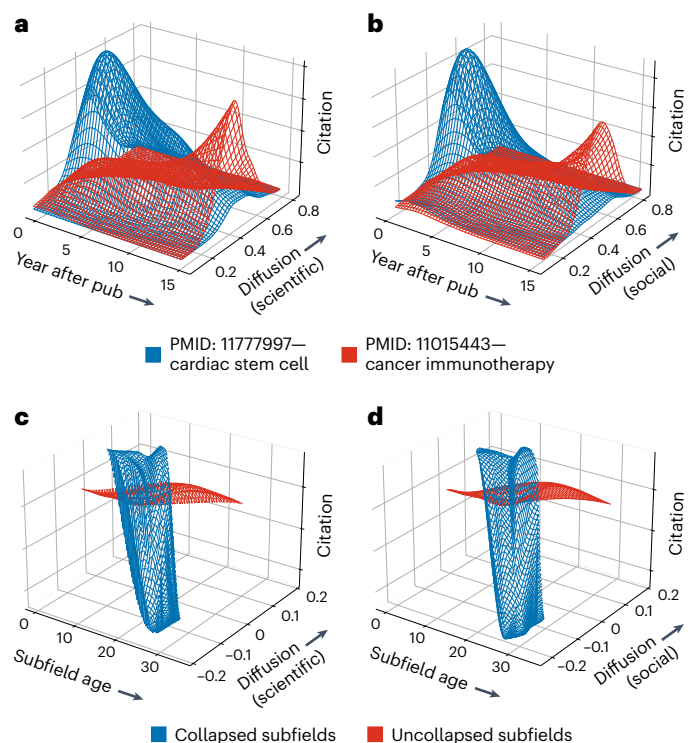 a
b
Citation
Citation
0
5
10
15
Year after pub
0.2
0.4
0.6
0.8
Diffusion
(scientific)
0
5
10
15
Year after pub
0.2
0.4
0.6
0.8
Diffusion
(social)
PMID: 11777997—
cardiac stem cell
PMID: 11015443—
cancer immunotherapy
c
d
Citation
Citation
0
10
20
30
Subfield age
–0.2
–0.1
0
0.1
0.2
Diffusion
(scientific)
0
10
20
30
Subfield age
–0.2
–0.1
0
0.1
0.2
Diffusion
(social)
Collapsed subfields
Uncollapsed subfields